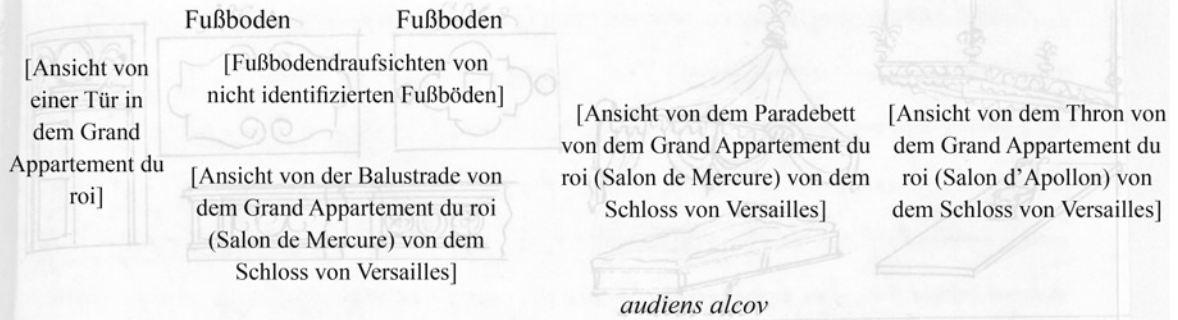 Fußboden
Fußboden
[Ansicht von
einer Tür in
dem Grand
Appartement du
roi]
[Fußbodendraufsichten von
nicht identifizierten Fußböden]
[Ansicht von der Balustrade von
dem Grand Appartement du roi
(Salon de Mercure) von dem
Schloss von Versailles]
[Ansicht von dem Paradebett
von dem Grand Appartement du
roi (Salon de Mercure) von dem
Schloss von Versailles]
[Ansicht von dem Thron von
dem Grand Appartement du
roi (Salon d’Apollon) von
dem Schloss von Versailles]
audiens alcov